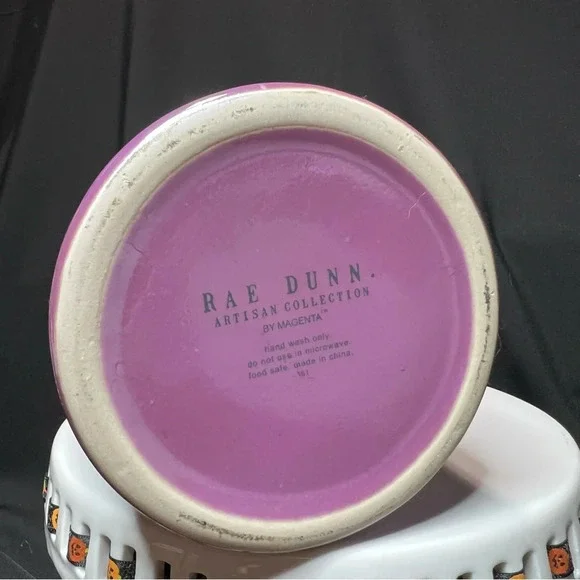 RAE DUNN.
ARTISAN COLLECTION
BY MAGENTA™
hand wash only.
do not use in microwave.
food safe. made in china.